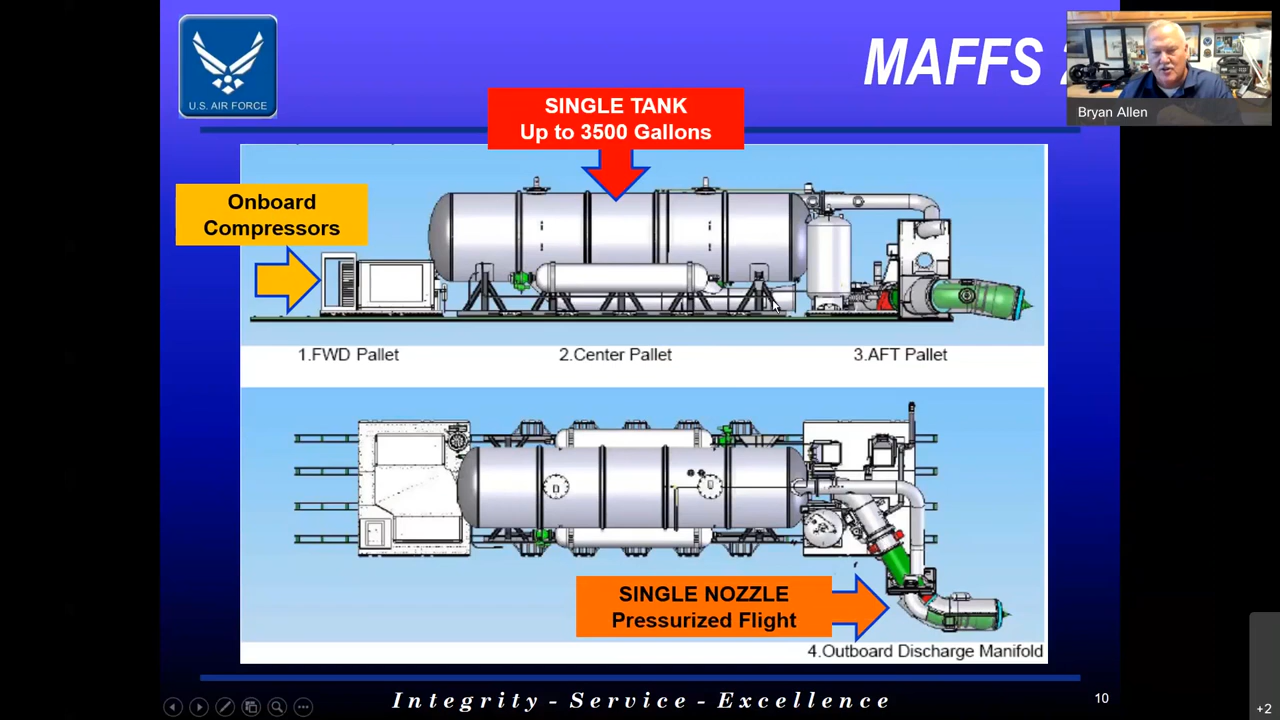 U.S. AIR FORCE
MAFFS
Bryan Allen
SINGLE TANK
Up to 3500 Gallons
Onboard
Compressors
1.FWD Pallet
2.Center Pallet
3.AFT Pallet
SINGLE NOZZLE
Pressurized Flight
4.Outboard Discharge Manifold
Integrity - Service - Excellence
10
+2